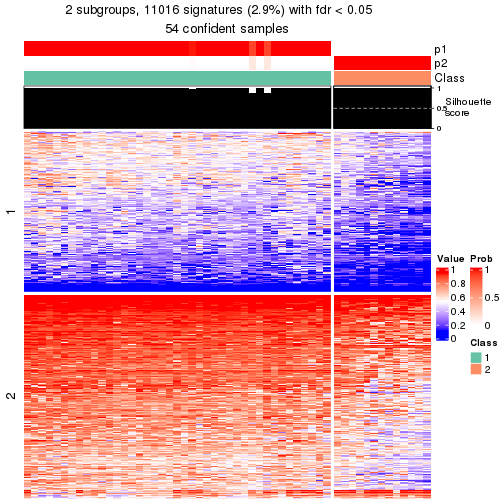 2 subgroups, 11016 signatures (2.9%) with fdr < 0.05
54 confident samples
p1
p2
Class
1
0.5
0
Silhouette
score
1
2
Value
1
0.8
0.6
0.4
0.2
0
Prob
1
0.5
0
Class
1
2